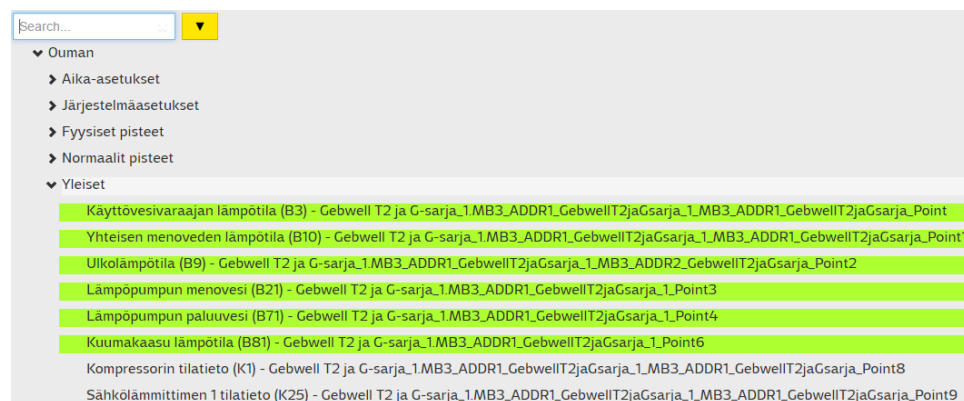 Search...
Ouman
Aika-asetukset
Järjestelmäasetukset
Fyysiset pisteet
Normaalit pisteet
Yleiset
Käyttövesivaraajan lämpötila (B3) - Gebwell T2 ja G-sarja_1.MB3_ADDR1_GebwellT2jaGsarja_1_MB3_ADDR1_GebwellT2jaGsarja_Point
Yhteisen menoveden lämpötila (B10) - Gebwell T2 ja G-sarja_1.MB3_ADDR1_GebwellT2jaGsarja_1_MB3_ADDR1_GebwellT2jaGsarja_Point1
Ulkolämpötila (B9) - Gebwell T2 ja G-sarja_1.MB3_ADDR1_GebwellT2jaGsarja_1_MB3_ADDR2_GebwellT2jaGsarja_Point2
Lämpöpumpun menovesi (B21) - Gebwell T2 ja G-sarja_1.MB3_ADDR1_GebwellT2jaGsarja_1_Point3
Lämpöpumpun paluuvesi (B71) - Gebwell T2 ja G-sarja_1.MB3_ADDR1_GebwellT2jaGsarja_1_Point4
Kuumakaasu lämpötila (B81) - Gebwell T2 ja G-sarja_1.MB3_ADDR1_GebwellT2jaGsarja_1_Point6
Kompressorin tilatieto (K1) - Gebwell T2 ja G-sarja_1.MB3_ADDR1_GebwellT2jaGsarja_1_MB3_ADDR1_GebwellT2jaGsarja_Point8
Sähkölämmittimen 1 tilatieto (K25) - Gebwell T2 ja G-sarja_1.MB3_ADDR1_GebwellT2jaGsarja_1_MB3_ADDR1_GebwellT2jaGsarja_Point9